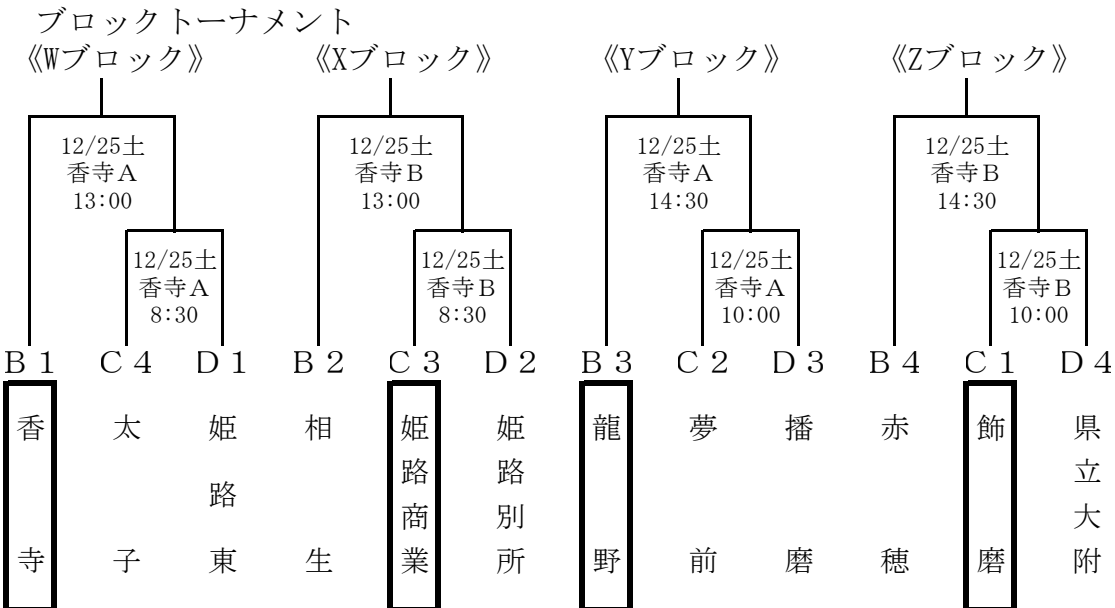 ブロックトーナメント
《Wブロック》 《Xブロック》 《Yブロック》 《Zブロック》
12/25土 12/25土 12/25土 12/25土
香寺A 香寺B 香寺A 香寺B
13:00 13:00 14:30 14:30
12/25土 12/25土 12/25土 12/25土
香寺A 香寺B 香寺A 香寺B
8:30 8:30 10:00 10:00
B1 C4 D1 B2 C3 D2 B3 C2 D3 B4 C1 D4
香寺
太子
姫路東
相生
姫路商業
姫路別所
龍野
夢前
播磨
赤穂
飾磨
県立大附